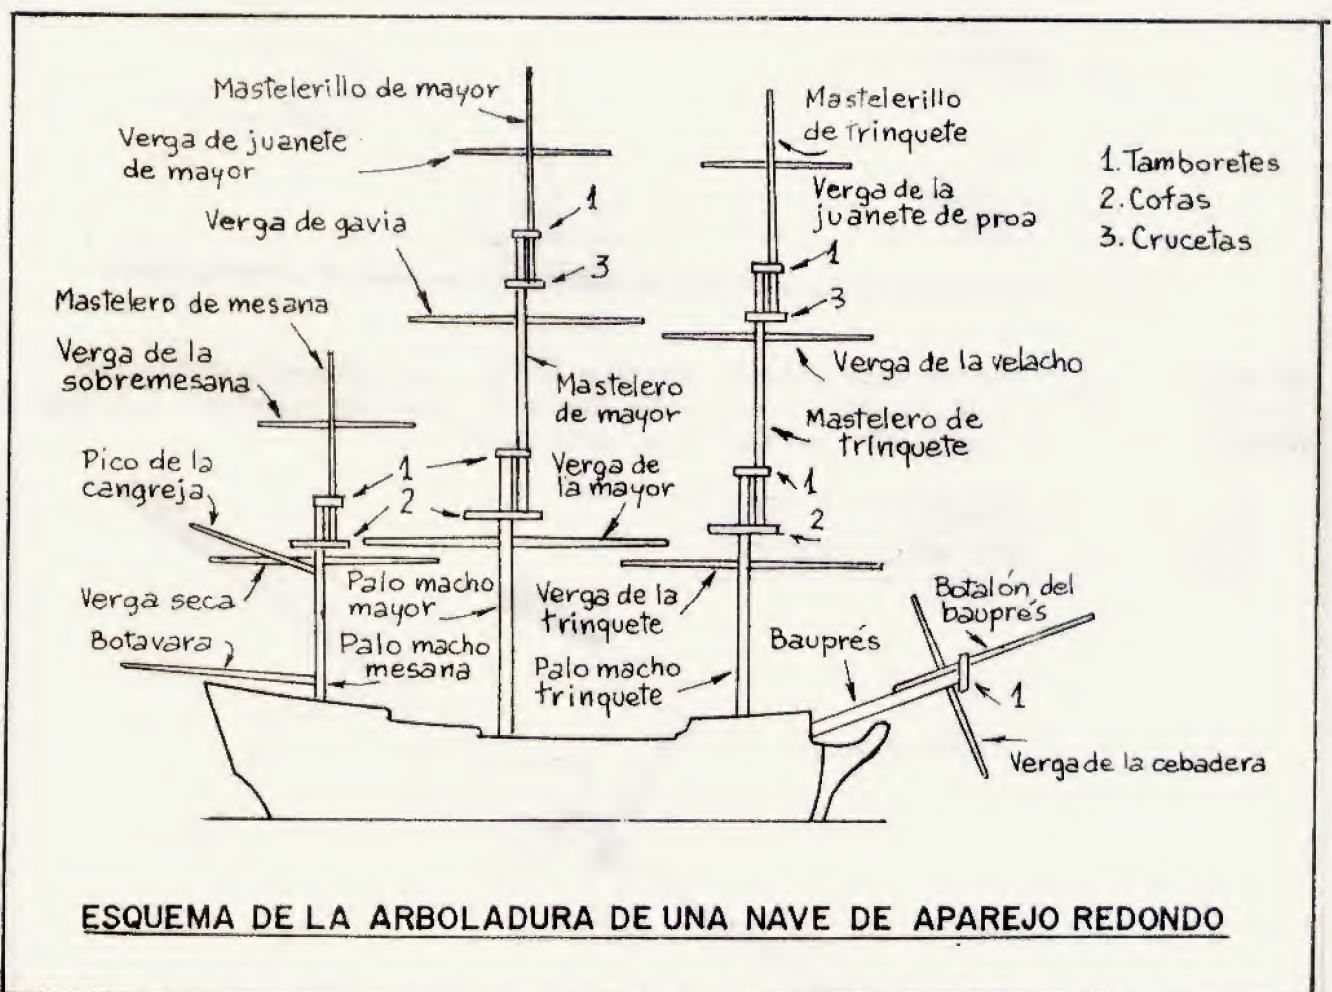 Mastelerillo de mayor
Verga de juanete
de mayor
Verga de gavia
Mastelero de mesana
Verga de la
sobremesana
Pico de la
cangreja
Verga seca
Botavara
1
3
Mastelero
de mayor
1
2
Verga de
la mayor
Palo macho
mayor
Palo macho
mesana
Mastelerillo
de trinquete
Verga de la
juanete de proa
1
3
Verga de la velacho
Mastelero de
trinquete
1
2
Verga de la
trinquete
Palo macho
trinquete
Bauprés
Botalón del
bauprés
1
Verga de la cebadera
1. Tamboretes
2. Cofas
3. Crucetas
ESQUEMA DE LA ARBOLADURA DE UNA NAVE DE APAREJO REDONDO